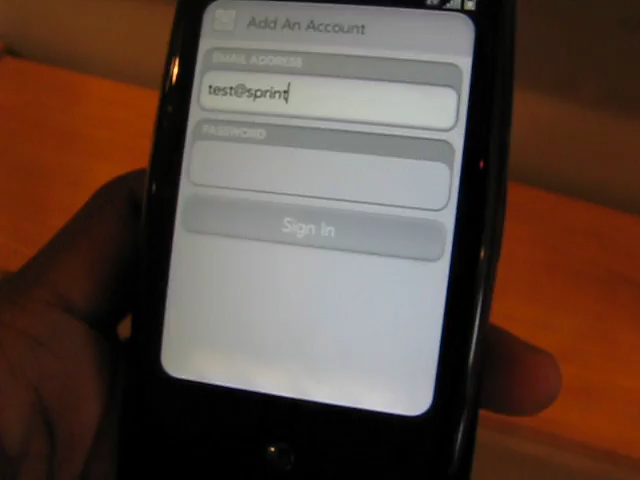 Add An Account
EMAIL ADDRESS
test@sprint
PASSWORD
Sign In